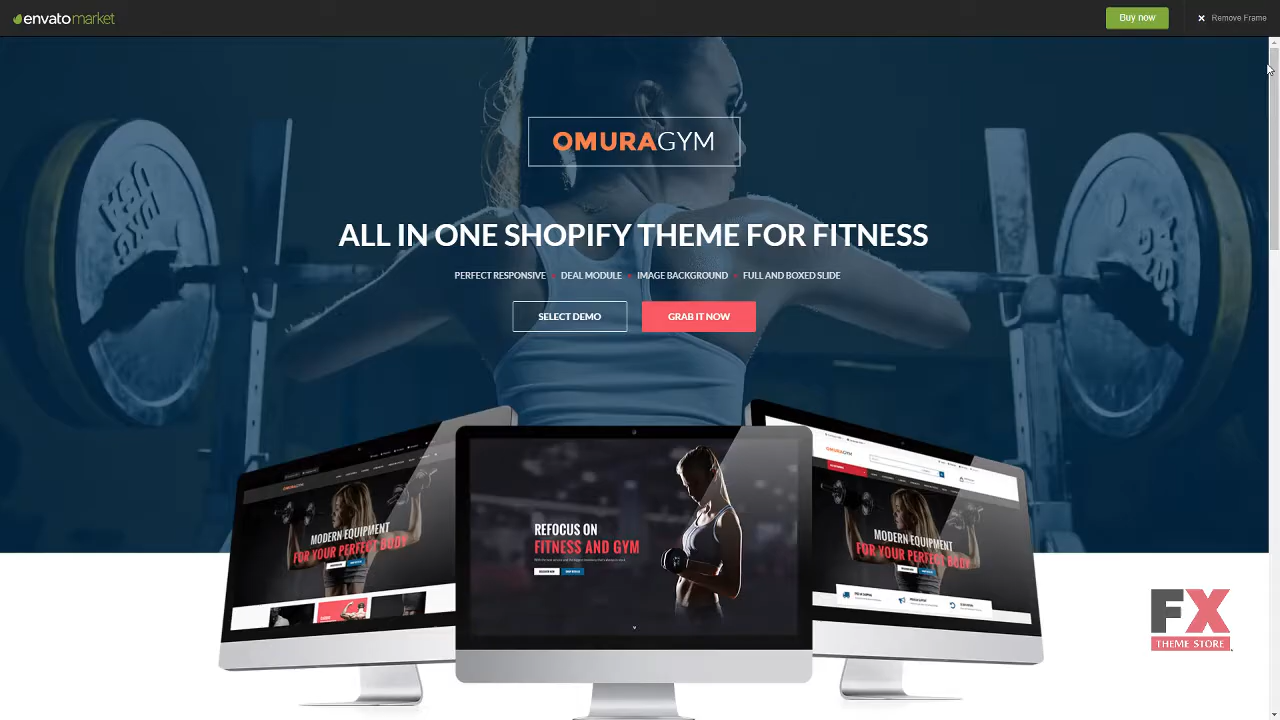 envato market
Buy now
Remove Frame
OMURAGYM
ALL IN ONE SHOPIFY THEME FOR FITNESS
PERFECT RESPONSIVE DEAL MODULE IMAGE BACKGROUND FULL AND BOXED SLIDE
SELECT DEMO
GRAB IT NOW
REFOCUS ON
FITNESS AND GYM
OMURAGYM
MODERN EQUIPMENT
FOR YOUR PERFECT BODY
OMURAGYM
MODERN EQUIPMENT
FOR YOUR PERFECT BODY
FX
THEME STORE